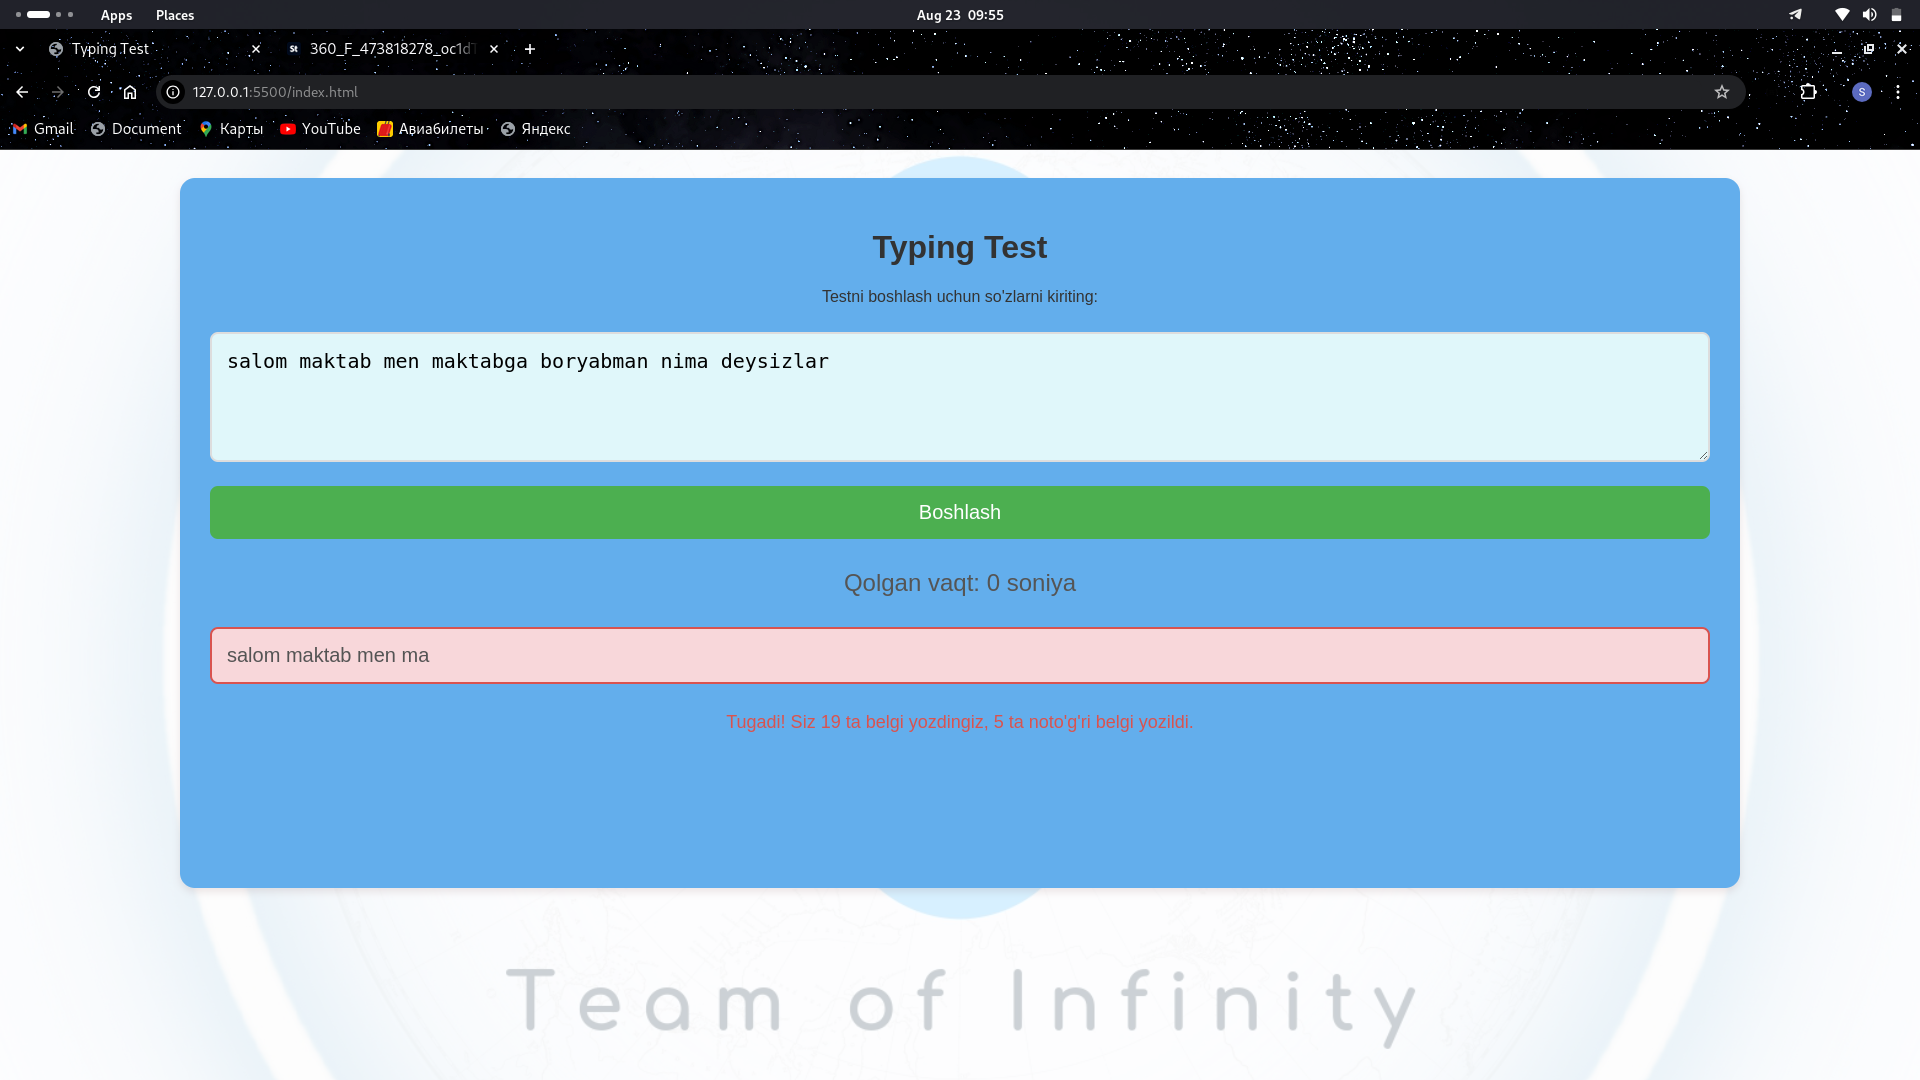 Apps Places Aug 23 09:55
Typing Test 360_F_473818278_oc1d
127.0.0.1:5500/index.html S
Gmail Document Карты YouTube Авиабилеты Яндекс
Typing Test
Testni boshlash uchun so'zlarni kiriting:
salom maktab men maktabga boryabman nima deysizlar
Boshlash
Qolgan vaqt: 0 soniya
salom maktab men ma
Tugadi! Siz 19 ta belgi yozdingiz, 5 ta noto'g'ri belgi yozildi.
Team of Infinity